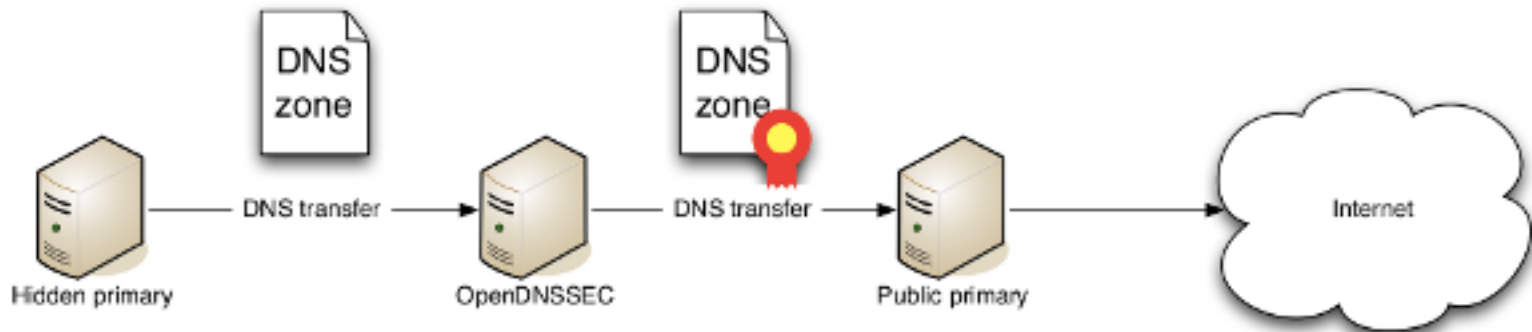 DNS
zone
DNS
zone
DNS transfer
DNS transfer
Internet
Hidden primary
OpenDNSSEC
Public primary